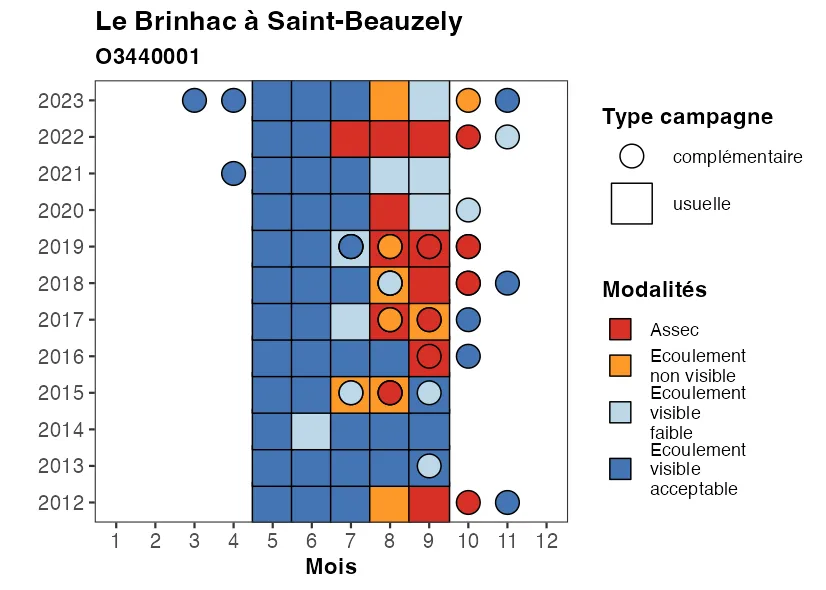 Le Brinhac à Saint-Beauzely
O3440001
2023
2022
2021
2020
2019
2018
2017
2016
2015
2014
2013
2012
1 2 3 4 5 6 7 8 9 10 11 12
Mois
Type campagne
complémentaire
usuelle
Modalités
Assec
Ecoulement
non visible
Ecoulement
visible
faible
Ecoulement
visible
acceptable